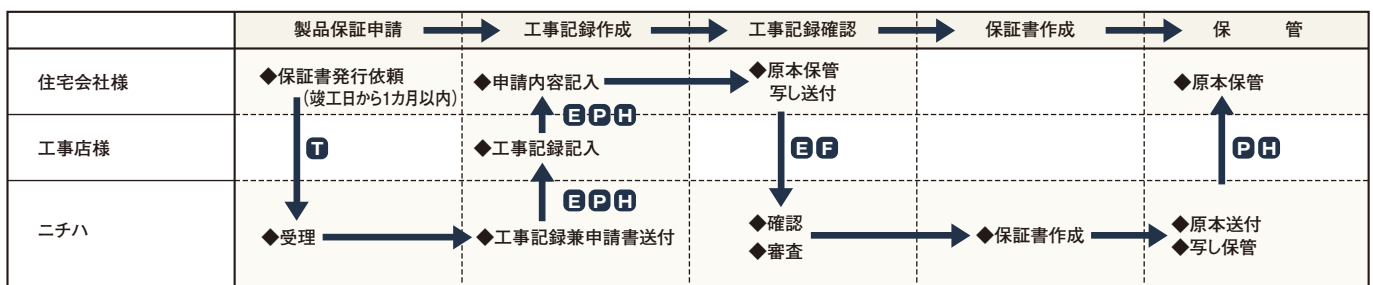 製品保証申請 工事記録作成 工事記録確認 保証書作成 保管
住宅会社様
◆保証書発行依頼
(竣工日から1カ月以内)
◆申請内容記入
◆原本保管
写し送付
◆原本保管
E P H
工事店様
T
◆工事記録記入
E F
P H
E P H
ニチハ
◆受理
◆工事記録兼申請書送付
◆確認
◆審査
◆保証書作成
◆原本送付
◆写し保管